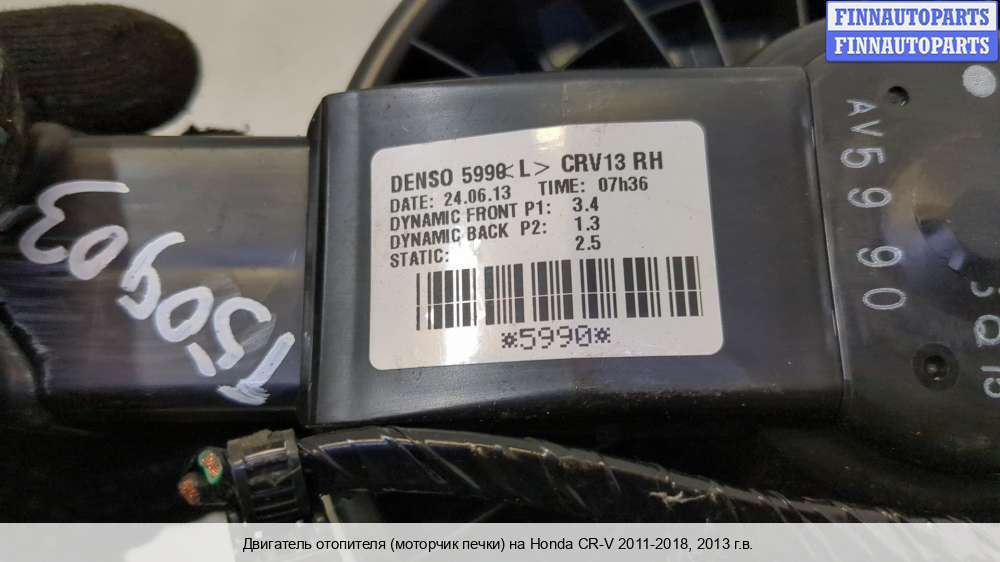 FINNAUTOPARTS
FINNAUTOPARTS
DENSO 5990<L> CRV13 RH
DATE: 24.06.13 TIME: 07h36
DYNAMIC FRONT P1: 3.4
DYNAMIC BACK P2: 1.3
STATIC: 2.5
*5990*
AV5990
Двигатель отопителя (моторчик печки) на Honda CR-V 2011-2018, 2013 г.в.